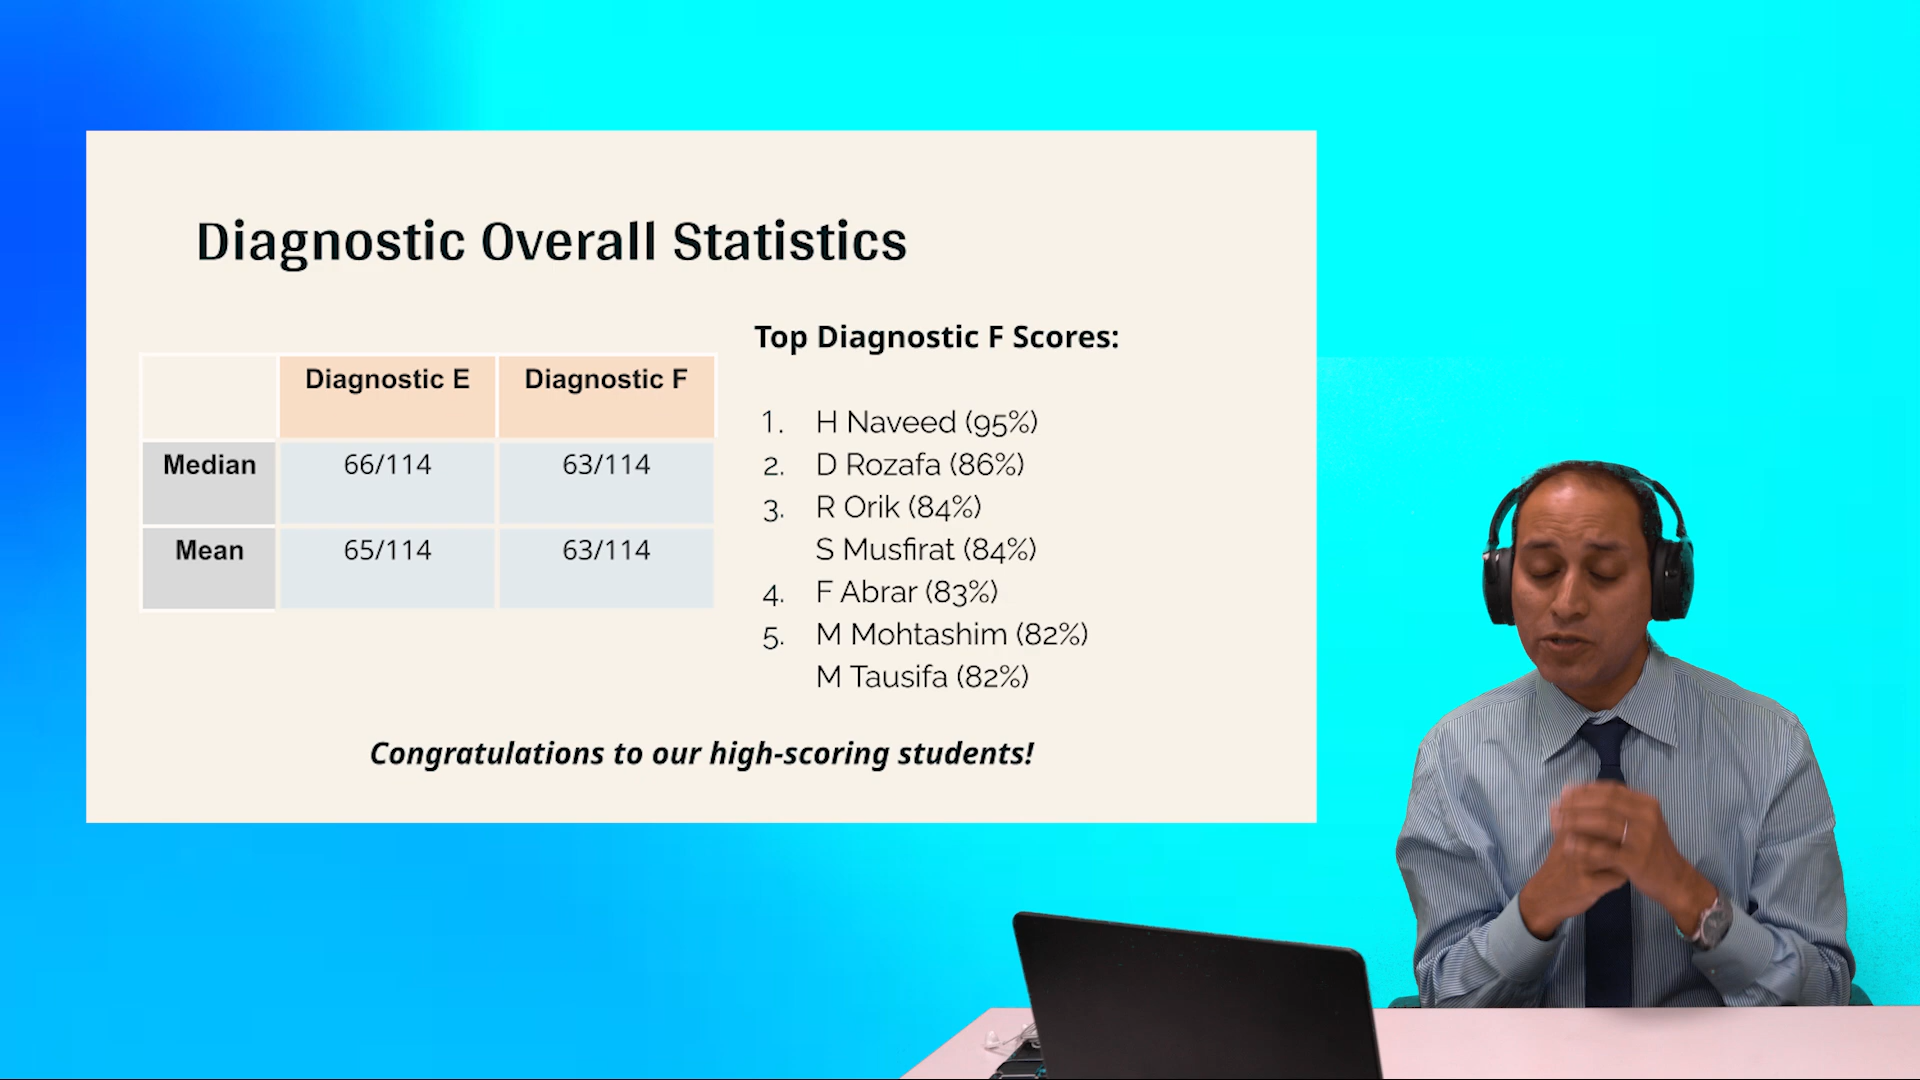 Diagnostic Overall Statistics
Diagnostic E Diagnostic F
Median 66/114 63/114
Mean 65/114 63/114
Top Diagnostic F Scores:
1. H Naveed (95%)
2. D Rozafa (86%)
3. R Orik (84%)
S Musfirat (84%)
4. F Abrar (83%)
5. M Mohtashim (82%)
M Tausifa (82%)
Congratulations to our high-scoring students!